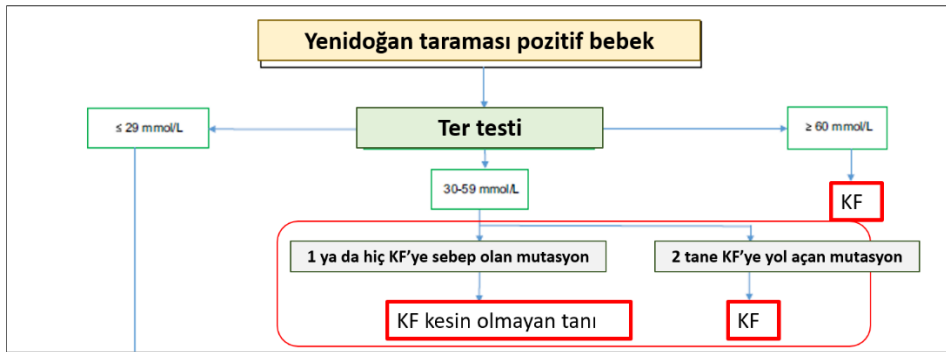 Yenidoğan taraması pozitif bebek
≤ 29 mmol/L
Ter testi
≥ 60 mmol/L
30-59 mmol/L
KF
1 ya da hiç KF'ye sebep olan mutasyon
2 tane KF'ye yol açan mutasyon
KF kesin olmayan tanı
KF